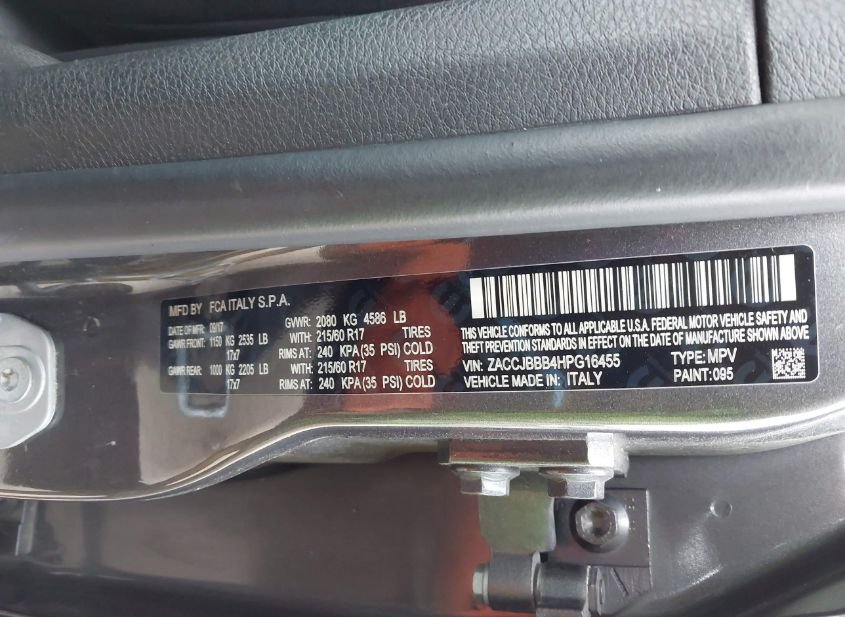 MFD BY FCA ITALY S.P.A.
DATE OF MFR 09/17 GVWR: 2080 KG 4586 LB
GAWR FRONT: 1150 KG 2535 LB WITH: 215/60 R17 TIRES
17x7 RIMS AT: 240 KPA (35 PSI) COLD
GAWR REAR: 1000 KG 2205 LB WITH: 215/60 R17 TIRES
17x7 RIMS AT: 240 KPA (35 PSI) COLD
THIS VEHICLE CONFORMS TO ALL APPLICABLE U.S.A. FEDERAL MOTOR VEHICLE SAFETY AND
THEFT PREVENTION STANDARDS IN EFFECT ON THE DATE OF MANUFACTURE SHOWN ABOVE
VIN: ZACCJBBB4HPG16455 TYPE: MPV
VEHICLE MADE IN: ITALY PAINT: 095